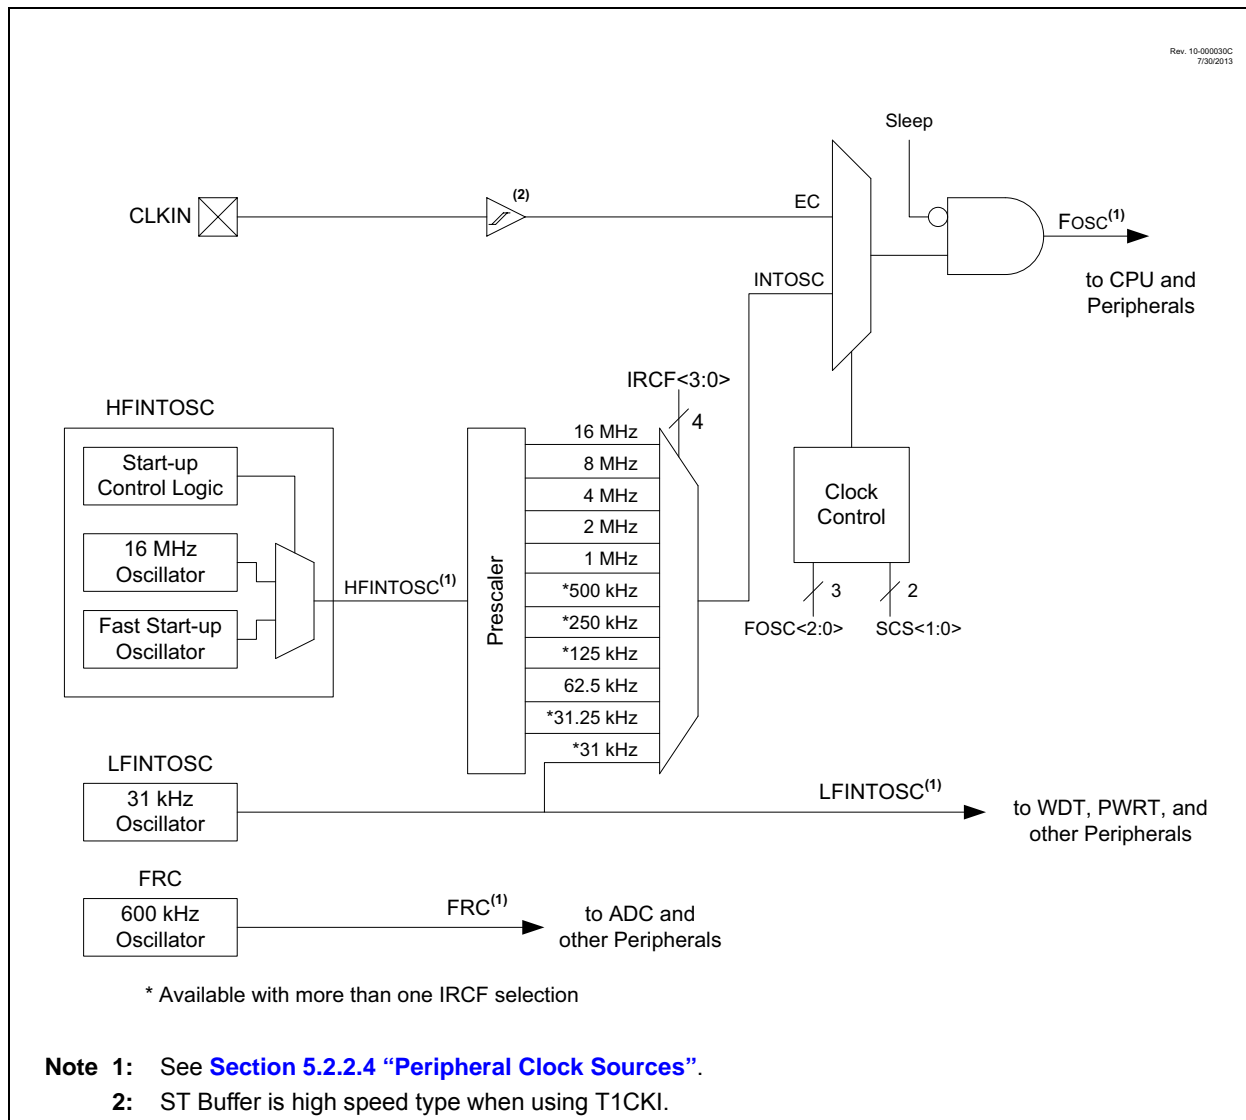 Rev. 10-000030C
7/30/2013
Sleep
(2)
CLKIN
EC
FOSC(1)
to CPU and
Peripherals
INTOSC
IRCF<3:0>
4
HFINTOSC
Start-up
Control Logic
16 MHz
Oscillator
Fast Start-up
Oscillator
HFINTOSC(1)
Prescaler
16 MHz
8 MHz
4 MHz
2 MHz
1 MHz
*500 kHz
*250 kHz
*125 kHz
62.5 kHz
*31.25 kHz
*31 kHz
Clock
Control
3
2
FOSC<2:0>
SCS<1:0>
LFINTOSC
31 kHz
Oscillator
LFINTOSC(1)
to WDT, PWRT, and
other Peripherals
FRC
600 kHz
Oscillator
FRC(1)
to ADC and
other Peripherals
* Available with more than one IRCF selection
Note 1: See Section 5.2.2.4 “Peripheral Clock Sources”.
2: ST Buffer is high speed type when using T1CKI.